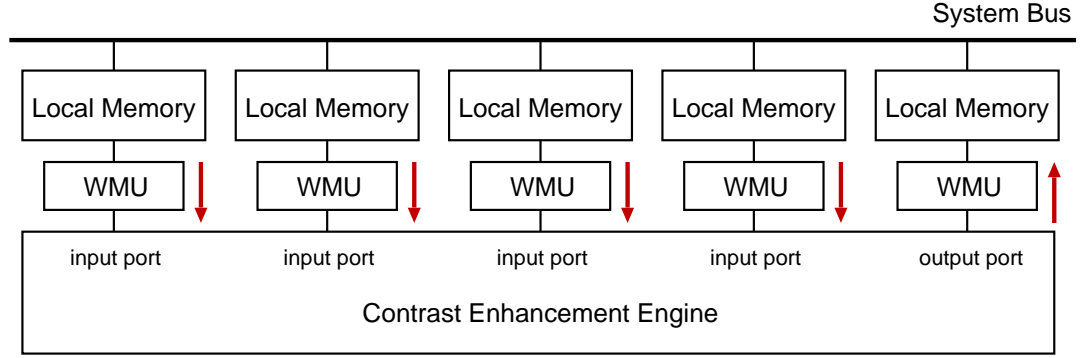 System Bus
Local Memory Local Memory Local Memory Local Memory Local Memory
WMU WMU WMU WMU WMU
input port input port input port input port output port
Contrast Enhancement Engine